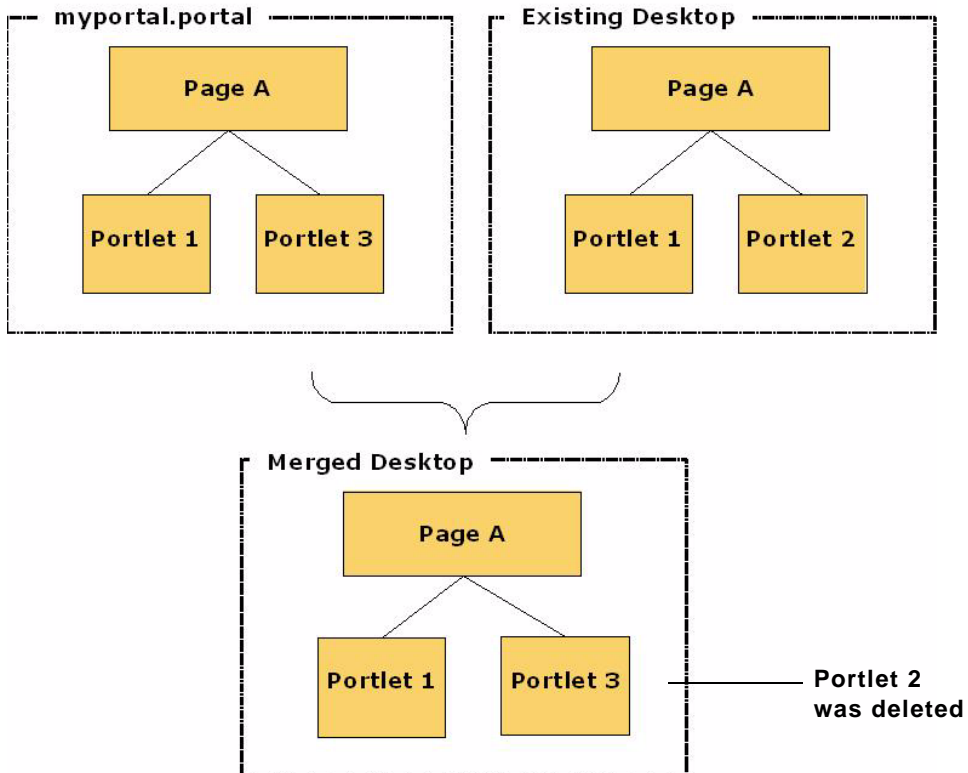 myportal.portal
Page A
Portlet 1
Portlet 3
Existing Desktop
Page A
Portlet 1
Portlet 2
Merged Desktop
Page A
Portlet 1
Portlet 3
Portlet 2
was deleted